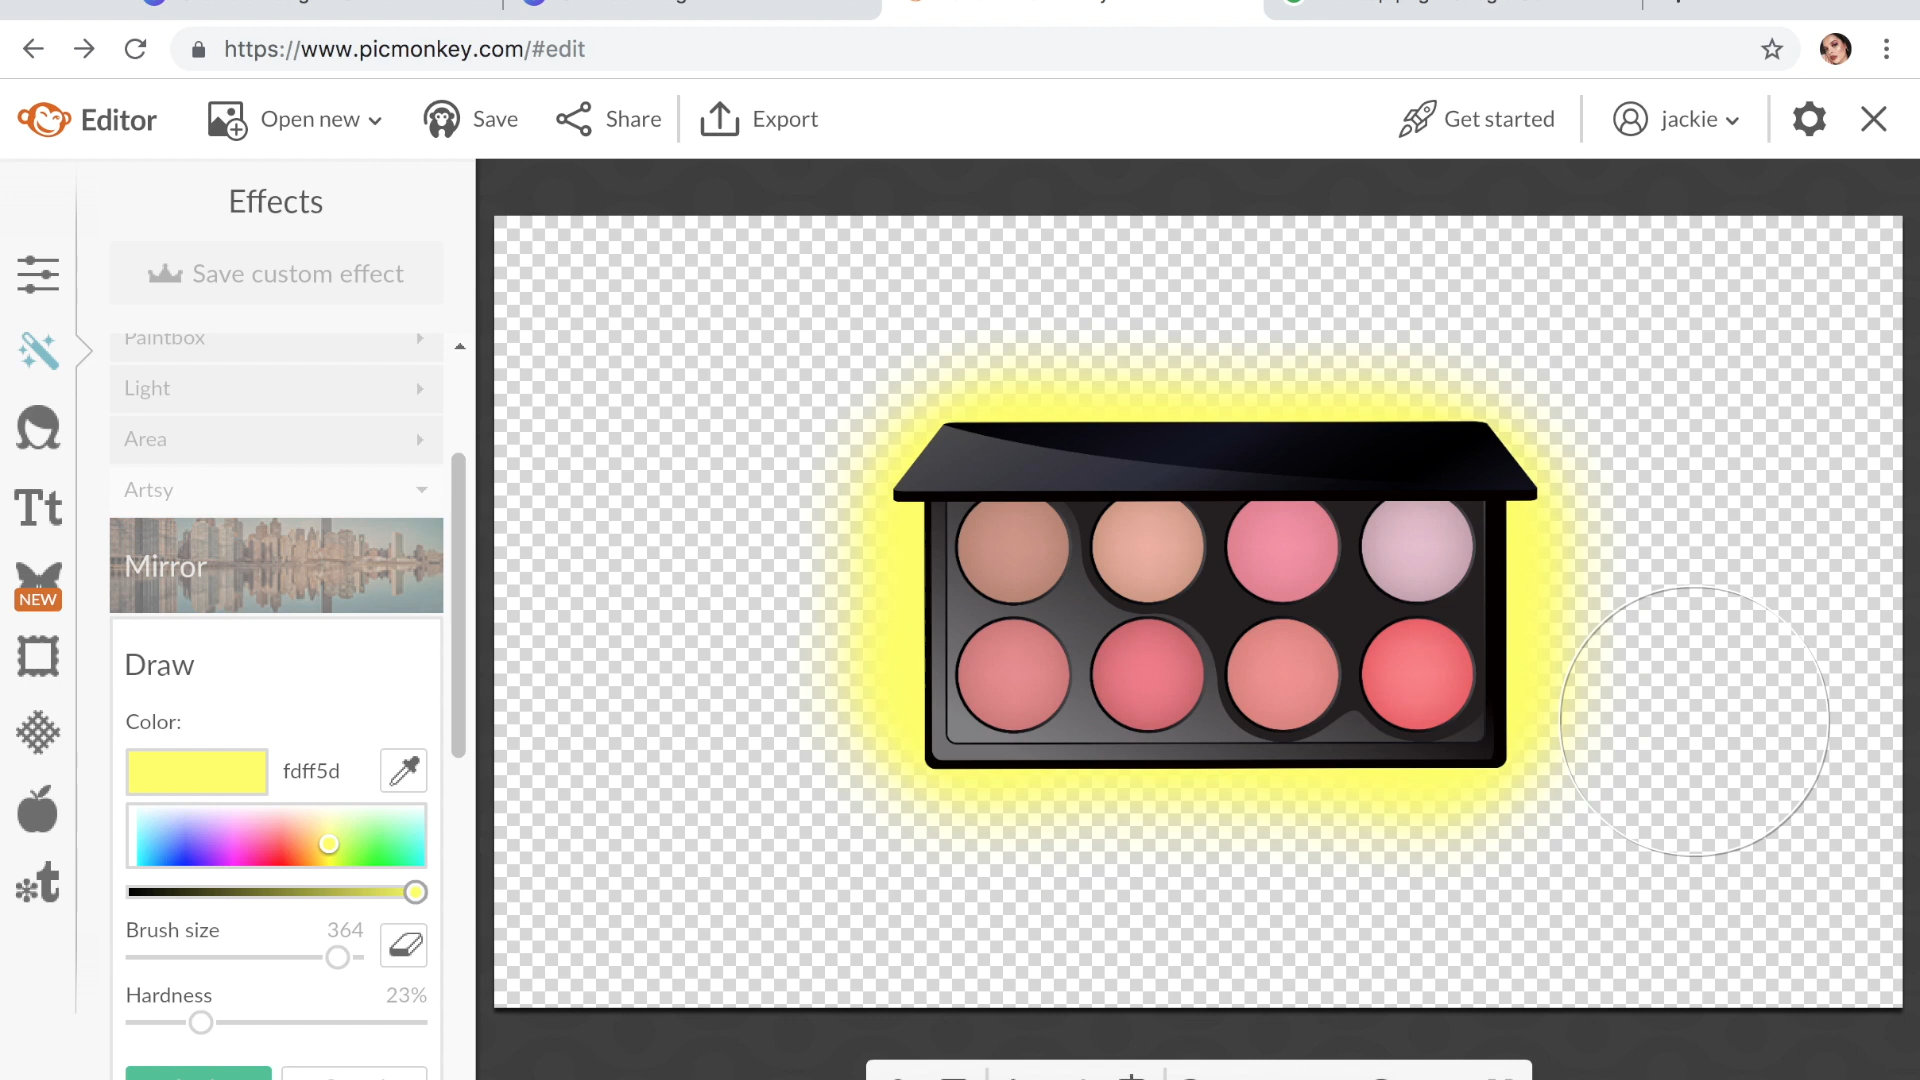 https://www.picmonkey.com/#edit
Editor
Open new
Save
Share
Export
Get started
jackie
Effects
Save custom effect
Paintbox
Light
Area
Artsy
Mirror
Tt
NEW
t
Draw
Color:
fdff5d
Brush size 364
Hardness 23%